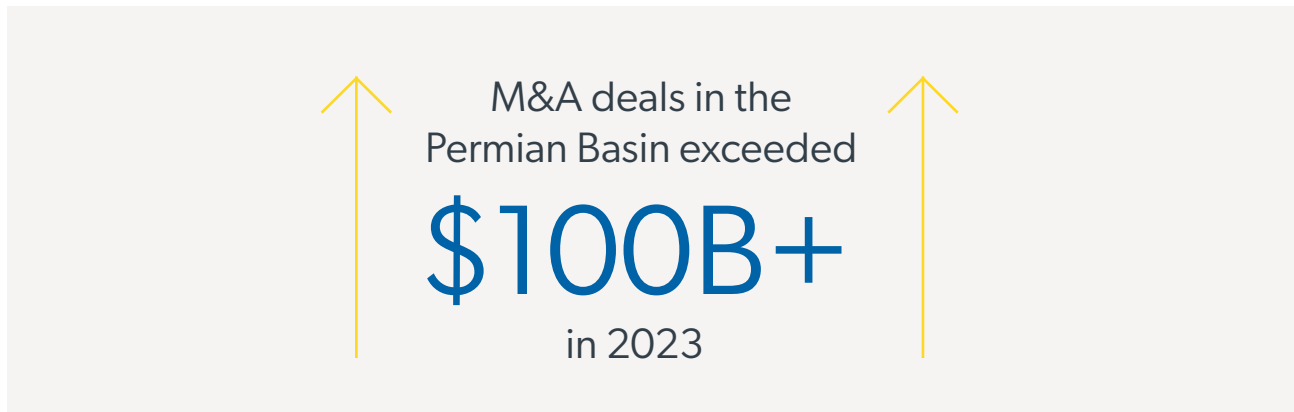 M&A deals in the
Permian Basin exceeded
$100B+
in 2023